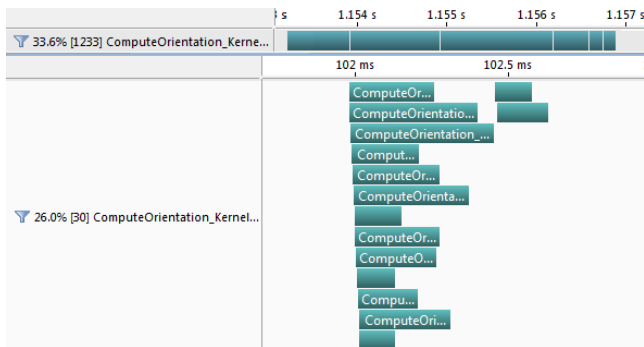 s 1.154 s 1.155 s 1.156 s 1.157 s
33.6% [1233] ComputeOrientation_Kerne...
102 ms 102.5 ms
ComputeOr...
ComputeOrientatio...
ComputeOrientation_...
Comput...
ComputeOr...
ComputeOrienta...
26.0% [30] ComputeOrientation_Kernel...
ComputeOr...
ComputeO...
Compu...
ComputeOri...